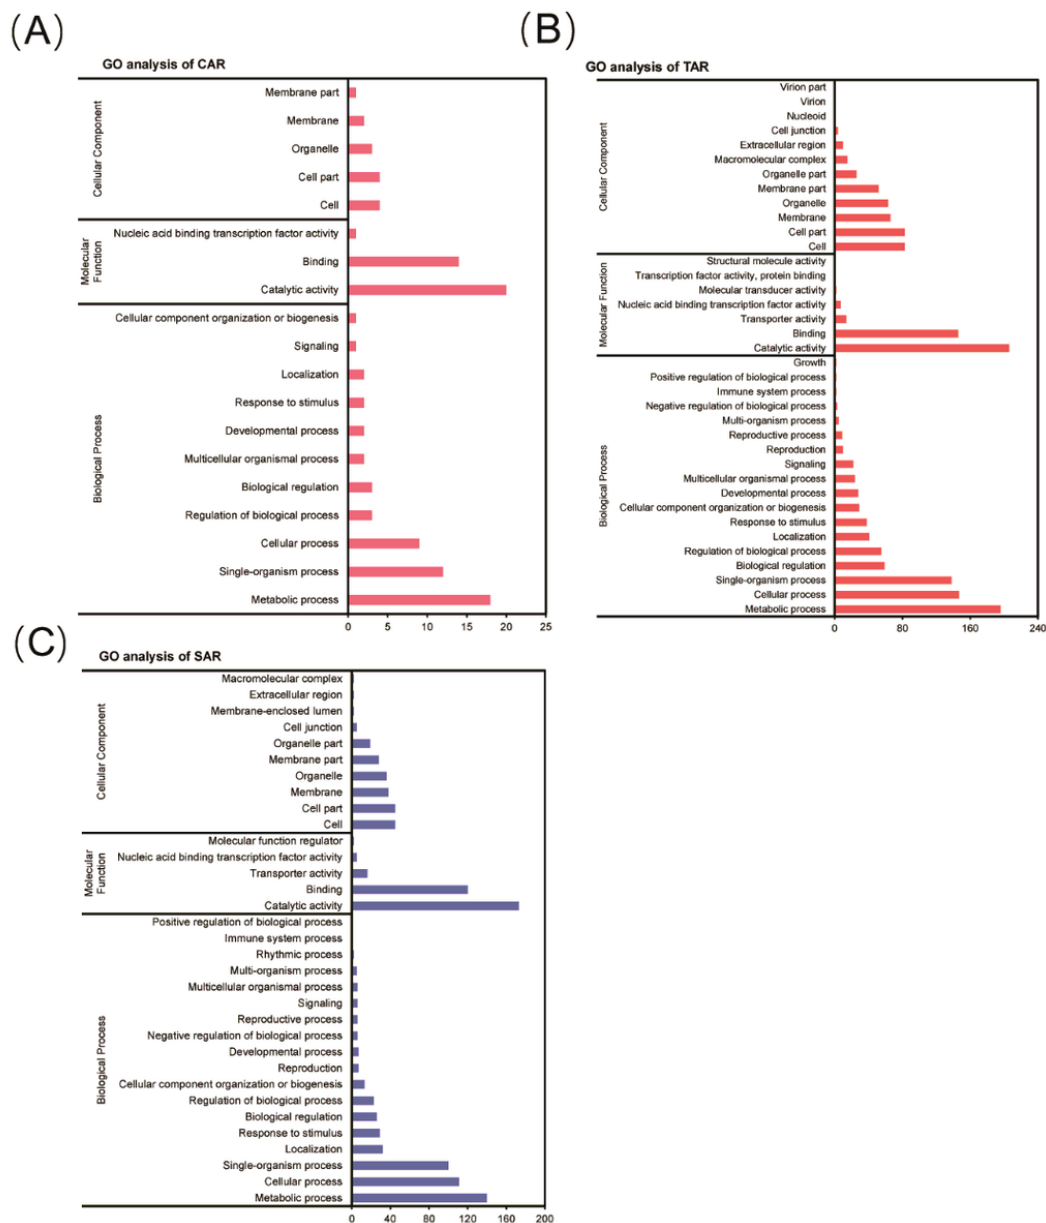 (A)
GO analysis of CAR
Cellular Component
Membrane part
Membrane
Organelle
Cell part
Cell
Molecular
Function
Nucleic acid binding transcription factor activity
Binding
Catalytic activity
Biological Process
Cellular component organization or biogenesis
Signaling
Localization
Response to stimulus
Developmental process
Multicellular organismal process
Biological regulation
Regulation of biological process
Cellular process
Single-organism process
Metabolic process
0 5 10 15 20 25
(B)
GO analysis of TAR
Cellular Component
Virion part
Virion
Nucleoid
Cell junction
Extracellular region
Macromolecular complex
Organelle part
Membrane part
Organelle
Membrane
Cell part
Cell
Molecular Function
Structural molecule activity
Transcription factor activity, protein binding
Molecular transducer activity
Nucleic acid binding transcription factor activity
Transporter activity
Binding
Catalytic activity
Biological Process
Growth
Positive regulation of biological process
Immune system process
Negative regulation of biological process
Multi-organism process
Reproductive process
Reproduction
Signaling
Multicellular organismal process
Developmental process
Cellular component organization or biogenesis
Response to stimulus
Localization
Regulation of biological process
Biological regulation
Single-organism process
Cellular process
Metabolic process
0 80 160 240
(C)
GO analysis of SAR
Cellular Component
Macromolecular complex
Extracellular region
Membrane-enclosed lumen
Cell junction
Organelle part
Membrane part
Organelle
Membrane
Cell part
Cell
Molecular
Function
Molecular function regulator
Nucleic acid binding transcription factor activity
Transporter activity
Binding
Catalytic activity
Biological Process
Positive regulation of biological process
Immune system process
Rhythmic process
Multi-organism process
Multicellular organismal process
Signaling
Reproductive process
Negative regulation of biological process
Developmental process
Reproduction
Cellular component organization or biogenesis
Regulation of biological process
Biological regulation
Response to stimulus
Localization
Single-organism process
Cellular process
Metabolic process
0 40 80 120 160 200